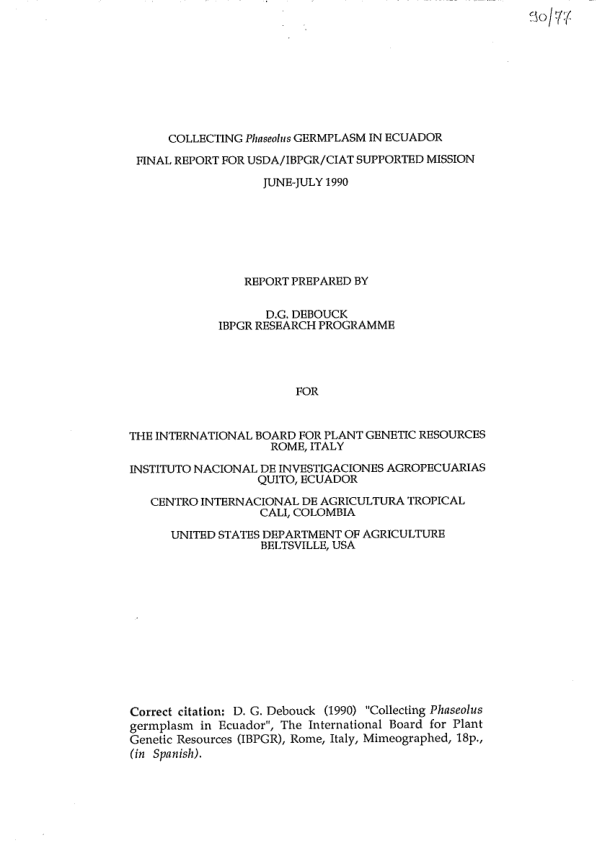 90/77
COLLECTING Phaseolus GERMPLASM IN ECUADOR
FINAL REPORT FOR USDA/IBPGR/CIAT SUPPORTED MISSION
JUNE-JULY 1990
REPORT PREPARED BY
D.G. DEBOUCK
IBPGR RESEARCH PROGRAMME
FOR
THE INTERNATIONAL BOARD FOR PLANT GENETIC RESOURCES
ROME, ITALY
INSTITUTO NACIONAL DE INVESTIGACIONES AGROPECUARIAS
QUITO, ECUADOR
CENTRO INTERNACIONAL DE AGRICULTURA TROPICAL
CALI, COLOMBIA
UNITED STATES DEPARTMENT OF AGRICULTURE
BELTSVILLE, USA
Correct citation: D. G. Debouck (1990) "Collecting Phaseolus
germplasm in Ecuador", The International Board for Plant
Genetic Resources (IBPGR), Rome, Italy, Mimeographed, 18p.,
(in Spanish).